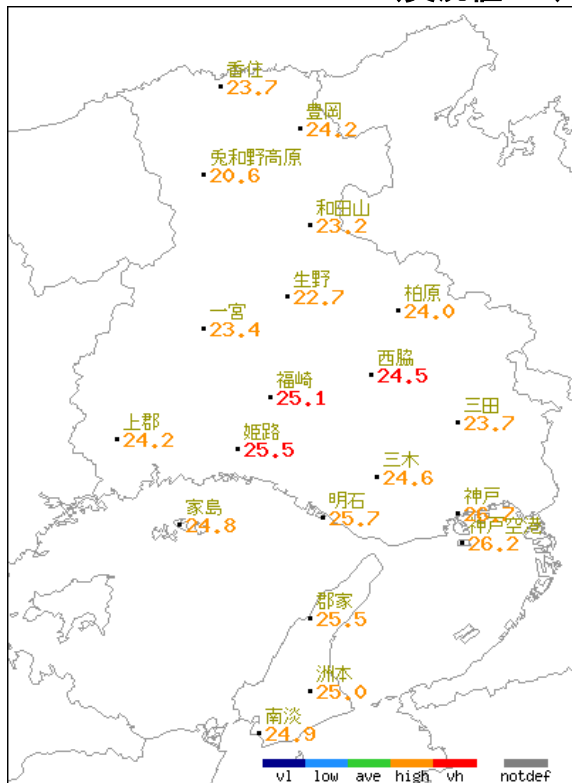 香住
23.7
豊岡
24.2
兎和野高原
20.6
和田山
23.2
生野
22.7
柏原
24.0
一宮
23.4
西脇
24.5
福崎
25.1
三田
23.7
上郡
24.2
姫路
25.5
三木
24.6
家島
24.8
明石
25.7
神戸
26.7
神戸空港
26.2
郡家
25.5
洲本
25.0
南淡
24.9
vl low ave high vh notdef